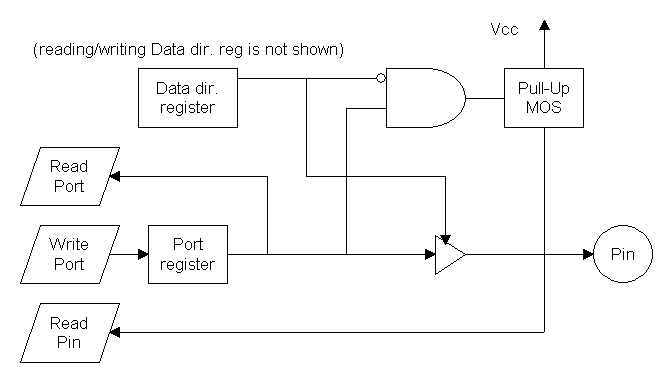 Vcc
(reading/writing Data dir. reg is not shown)
Data dir.
register
Pull-Up
MOS
Read
Port
Write
Port
Port
register
Pin
Read
Pin